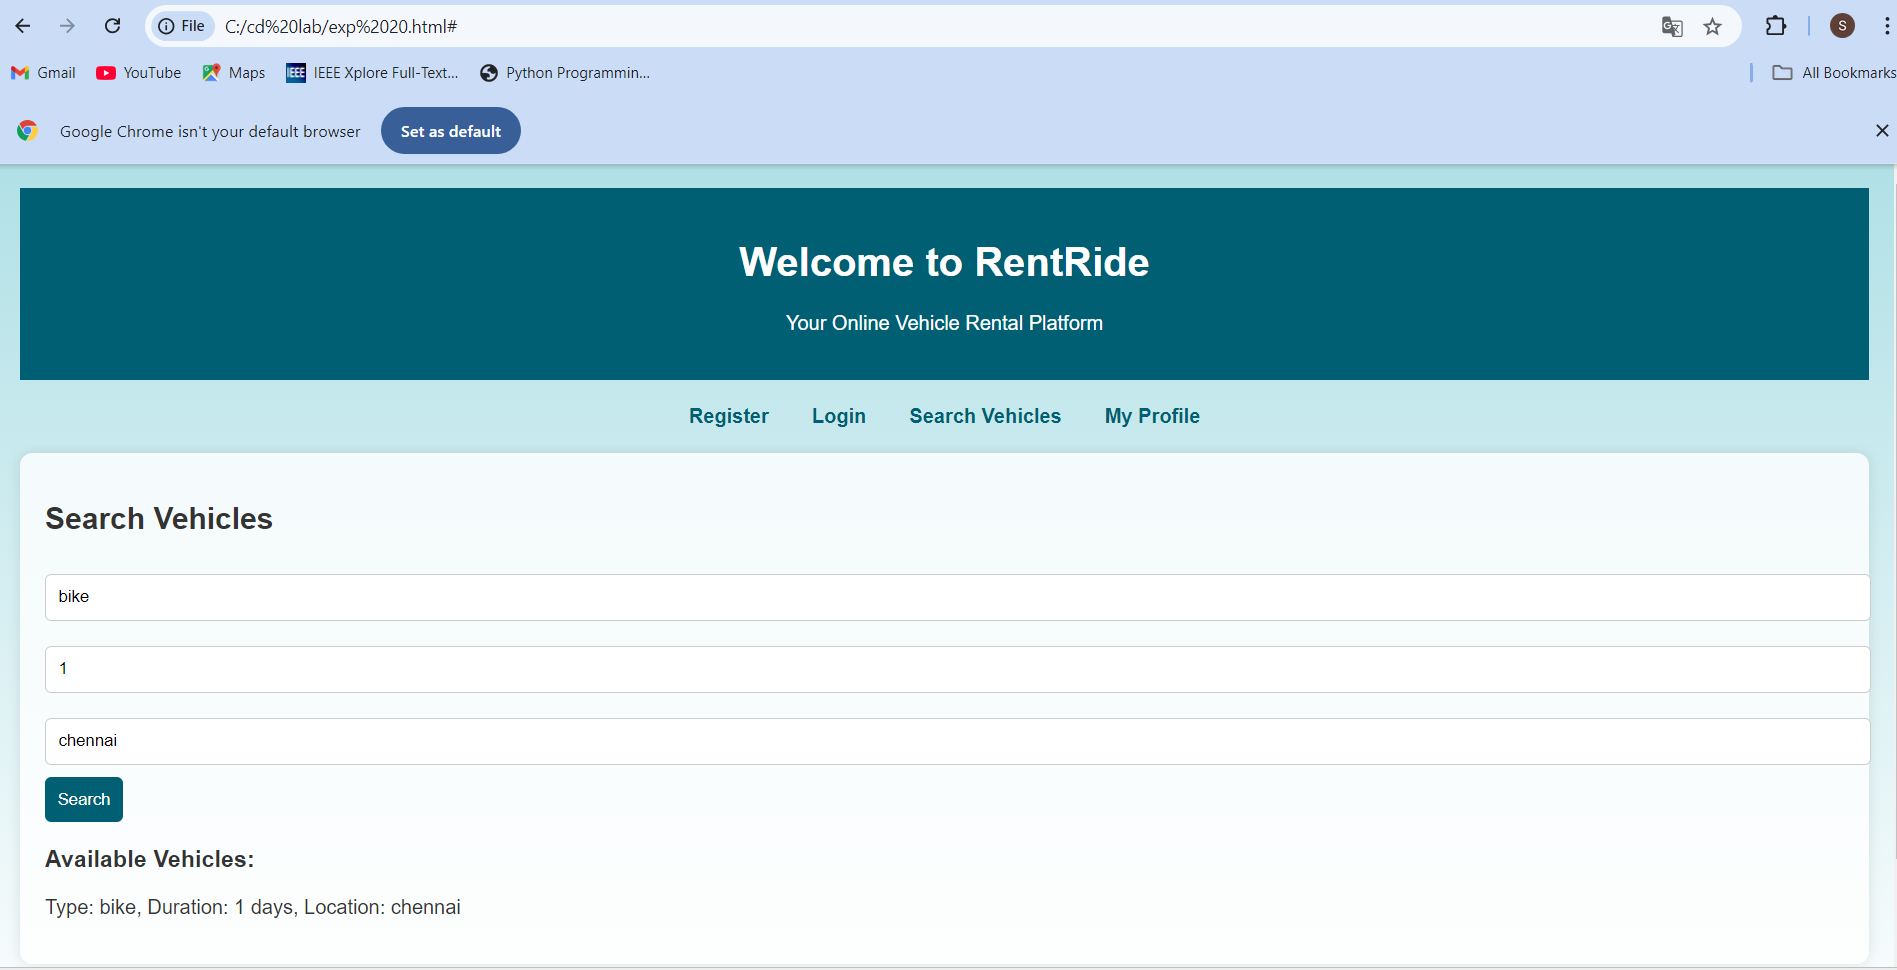 File C:/cd%20lab/exp%2020.html# S
Gmail YouTube Maps IEEE IEEE Xplore Full-Text... Python Programmin... All Bookmarks
Google Chrome isn't your default browser Set as default
Welcome to RentRide
Your Online Vehicle Rental Platform
Register Login Search Vehicles My Profile
Search Vehicles
bike
1
chennai
Search
Available Vehicles:
Type: bike, Duration: 1 days, Location: chennai